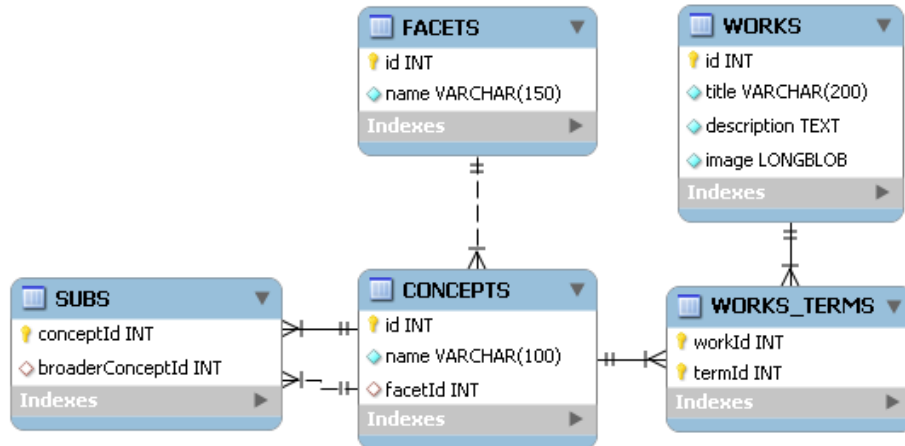 FACETS
id INT
name VARCHAR(150)
Indexes
WORKS
id INT
title VARCHAR(200)
description TEXT
image LONGBLOB
Indexes
SUBS
conceptId INT
broaderConceptId INT
Indexes
CONCEPTS
id INT
name VARCHAR(100)
facetId INT
Indexes
WORKS_TERMS
workId INT
termId INT
Indexes